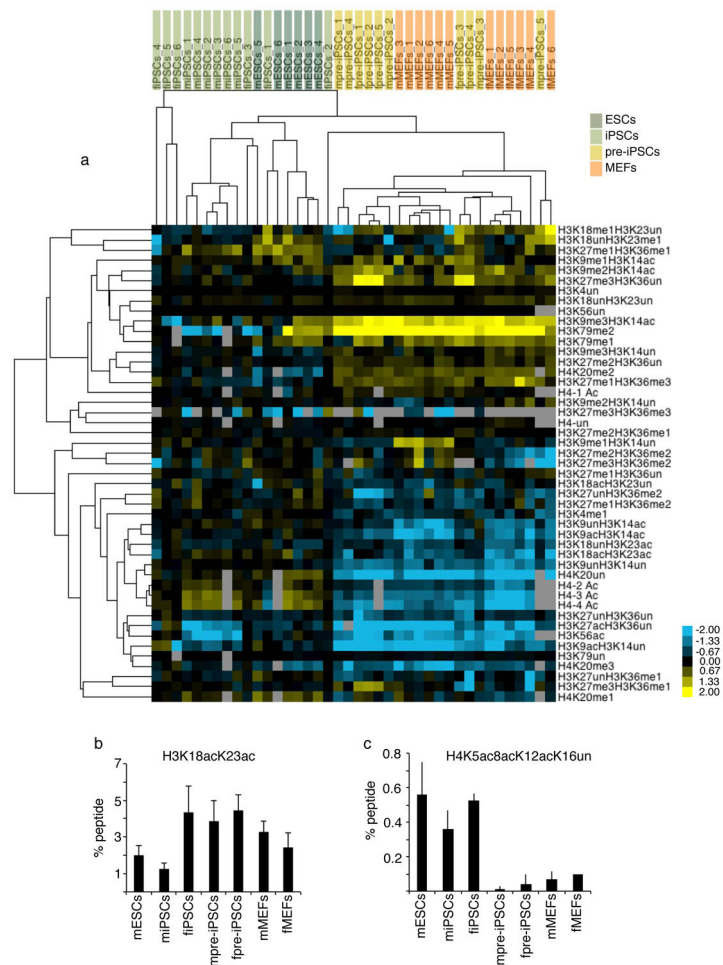 fiPSCs_4
fiPSCs_5
fiPSCs_6
miPSCs_1
miPSCs_4
miPSCs_2
miPSCs_3
miPSCs_6
miPSCs_5
fiPSCs_3
mESCs_5
fiPSCs_1
mESCs_6
mESCs_1
mESCs_2
mESCs_3
mESCs_4
fiPSCs_2
mpre-iPSCs_1
mpre-iPSCs_4
fpre-iPSCs_1
fpre-iPSCs_2
fpre-iPSCs_5
mpre-iPSCs_2
mMEFs_3
mMEFs_1
mMEFs_2
mMEFs_6
mMEFs_4
mMEFs_5
fpre-iPSCs_3
fpre-iPSCs_4
mpre-iPSCs_3
fMEFs_1
fMEFs_2
fMEFs_5
fMEFs_4
mpre-iPSCs_5
fMEFs_6
ESCs
iPSCs
pre-iPSCs
MEFs
a
H3K18me1H3K23un
H3K18unH3K23me1
H3K27me1H3K36me1
H3K9me1H3K14ac
H3K9me2H3K14ac
H3K27me3H3K36un
H3K4un
H3K18unH3K23un
H3K56un
H3K9me3H3K14ac
H3K79me2
H3K79me1
H3K9me3H3K14un
H3K27me2H3K36un
H4K20me2
H3K27me1H3K36me3
H4-1 Ac
H3K9me2H3K14un
H3K27me3H3K36me3
H4-un
H3K27me2H3K36me1
H3K9me1H3K14un
H3K27me2H3K36me2
H3K27me3H3K36me2
H3K27me1H3K36un
H3K18acH3K23un
H3K27unH3K36me2
H3K27me1H3K36me2
H3K4me1
H3K9unH3K14ac
H3K9acH3K14ac
H3K18unH3K23ac
H3K18acH3K23ac
H3K9unH3K14un
H4K20un
H4-2 Ac
H4-3 Ac
H4-4 Ac
H3K27unH3K36un
H3K27acH3K36un
H3K56ac
H3K9acH3K14un
H3K79un
H4K20me3
H3K27unH3K36me1
H3K27me3H3K36me1
H4K20me1
-2.00
-1.33
-0.67
0.00
0.67
1.33
2.00
b
H3K18acK23ac
% peptide
7
5
3
1
mESCs
miPSCs
fiPSCs
mpre-iPSCs
fpre-iPSCs
mMEFs
fMEFs
c
H4K5ac8acK12acK16un
% peptide
0.8
0.6
0.4
0.2
mESCs
miPSCs
fiPSCs
mpre-iPSCs
fpre-iPSCs
mMEFs
fMEFs